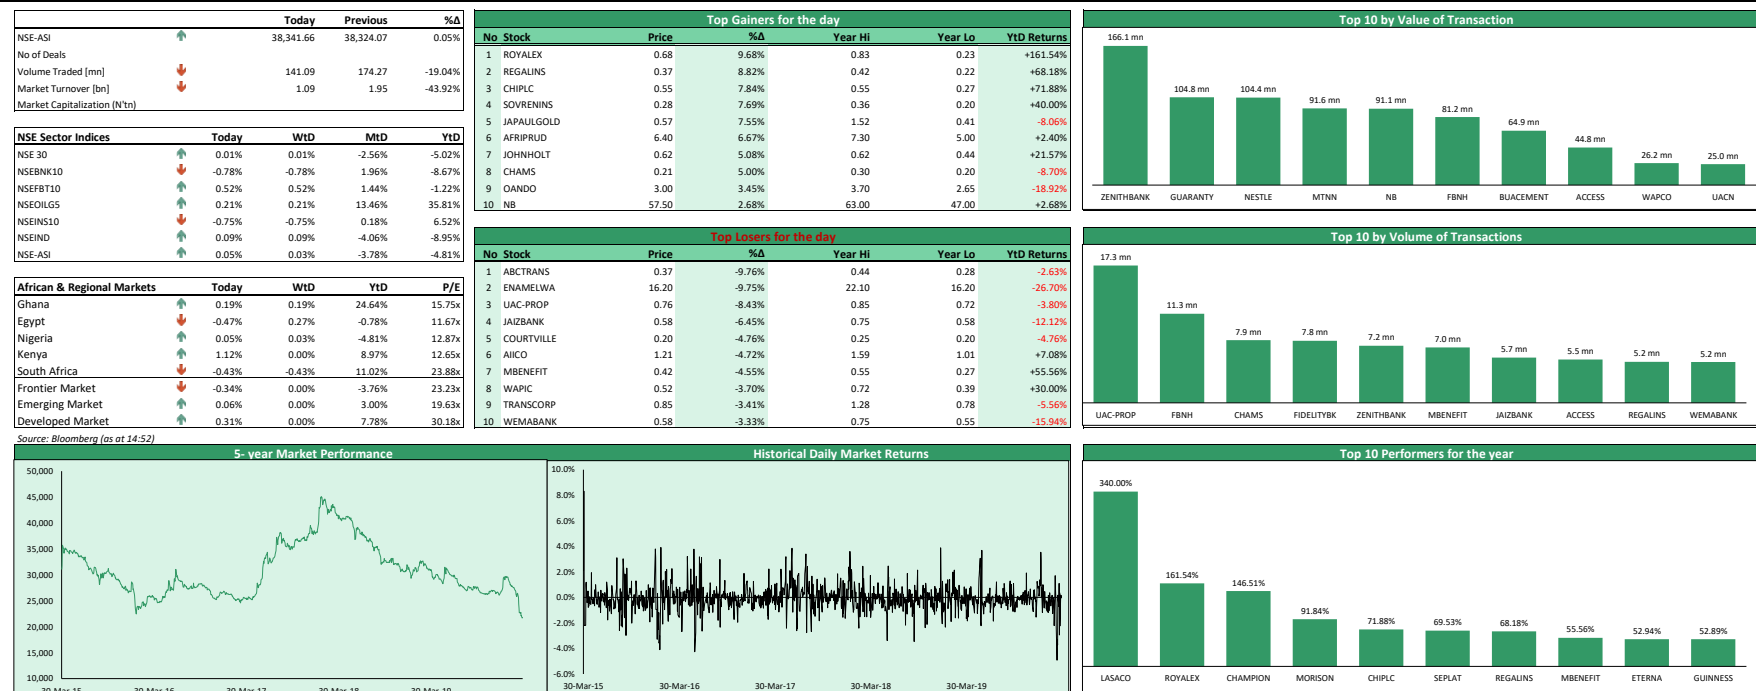 Today Previous %Δ
NSE-ASI 38,341.66 38,324.07 0.05%
No of Deals
Volume Traded [mn] 141.09 174.27 -19.04%
Market Turnover [bn] 1.09 1.95 -43.92%
Market Capitalization (N'tn)
NSE Sector Indices Today WtD MtD YtD
NSE 30 0.01% 0.01% -2.56% -5.02%
NSEBNK10 -0.78% -0.78% 1.96% -8.67%
NSEFBT10 0.52% 0.52% 1.44% -1.22%
NSEOILG5 0.21% 0.21% 13.46% 35.81%
NSEINS10 -0.75% -0.75% 0.18% 6.52%
NSEIND 0.09% 0.09% -4.06% -8.95%
NSE-ASI 0.05% 0.03% -3.78% -4.81%
African & Regional Markets Today WtD YtD P/E
Ghana 0.19% 0.19% 24.64% 15.75x
Egypt -0.47% 0.27% -0.78% 11.67x
Nigeria 0.05% 0.03% -4.81% 12.87x
Kenya 1.12% 0.00% 8.97% 12.65x
South Africa -0.43% -0.43% 11.02% 23.88x
Frontier Market -0.34% 0.00% -3.76% 23.23x
Emerging Market 0.06% 0.00% 3.00% 19.63x
Developed Market 0.31% 0.00% 7.78% 30.18x
Source: Bloomberg (as at 14:52)
Top Gainers for the day
No Stock Price %Δ Year Hi Year Lo YtD Returns
1 ROYALEX 0.68 9.68% 0.83 0.23 +161.54%
2 REGALINS 0.37 8.82% 0.42 0.22 +68.18%
3 CHIPLC 0.55 7.84% 0.55 0.27 +71.88%
4 SOVRENINS 0.28 7.69% 0.36 0.20 +40.00%
5 JAPAULGOLD 0.57 7.55% 1.52 0.41 -8.06%
6 AFRIPRUD 6.40 6.67% 7.30 5.00 +2.40%
7 JOHNHOLT 0.62 5.08% 0.62 0.44 +21.57%
8 CHAMS 0.21 5.00% 0.30 0.20 -8.70%
9 OANDO 3.00 3.45% 3.70 2.65 -18.92%
10 NB 57.50 2.68% 63.00 47.00 +2.68%
Top Losers for the day
No Stock Price %Δ Year Hi Year Lo YtD Returns
1 ABCTRANS 0.37 -9.76% 0.44 0.28 -2.63%
2 ENAMELWA 16.20 -9.75% 22.10 16.20 -26.70%
3 UAC-PROP 0.76 -8.43% 0.85 0.72 -3.80%
4 JAIZBANK 0.58 -6.45% 0.75 0.58 -12.12%
5 COURTVILLE 0.20 -4.76% 0.25 0.20 -4.76%
6 AIICO 1.21 -4.72% 1.59 1.01 +7.08%
7 MBENEFIT 0.42 -4.55% 0.55 0.27 +55.56%
8 WAPIC 0.52 -3.70% 0.72 0.39 +30.00%
9 TRANSCORP 0.85 -3.41% 1.28 0.78 -5.56%
10 WEMABANK 0.58 -3.33% 0.75 0.55 -15.94%
Top 10 by Value of Transaction
166.1 mn 104.8 mn 104.4 mn 91.6 mn 91.1 mn 81.2 mn 64.9 mn 44.8 mn 26.2 mn 25.0 mn
ZENITHBANK GUARANTY NESTLE MTNN NB FBNH BUACEMENT ACCESS WAPCO UACN
Top 10 by Volume of Transactions
17.3 mn 11.3 mn 7.9 mn 7.8 mn 7.2 mn 7.0 mn 5.7 mn 5.5 mn 5.2 mn 5.2 mn
UAC-PROP FBNH CHAMS FIDELITYBK ZENITHBANK MBENEFIT JAIZBANK ACCESS REGALINS WEMABANK
5- year Market Performance
50,000
45,000
40,000
35,000
30,000
25,000
20,000
15,000
10,000
30-Mar-15 30-Mar-16 30-Mar-17 30-Mar-18 30-Mar-19
Historical Daily Market Returns
10.0%
8.0%
6.0%
4.0%
2.0%
0.0%
-2.0%
-4.0%
-6.0%
30-Mar-15 30-Mar-16 30-Mar-17 30-Mar-18 30-Mar-19
Top 10 Performers for the year
340.00% 161.54% 146.51% 91.84% 71.88% 69.53% 68.18% 55.56% 52.94% 52.89%
LASACO ROYALEX CHAMPION MORISON CHIPLC SEPLAT REGALINS MBENEFIT ETERNA GUINNESS